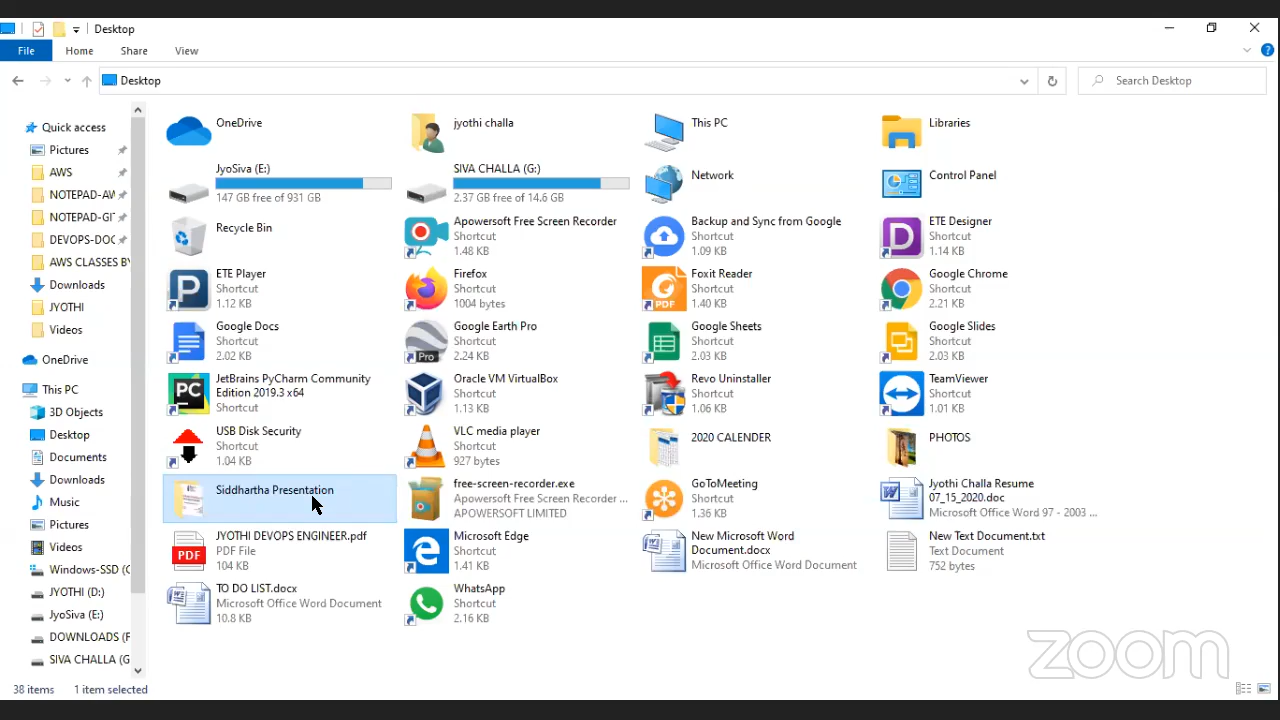 Desktop
File Home Share View
Desktop
Search Desktop
Quick access
Pictures
AWS
NOTEPAD-AW
NOTEPAD-GI
DEVOPS-DOC
AWS CLASSES BY
Downloads
JYOTHI
Videos
OneDrive
This PC
3D Objects
Desktop
Documents
Downloads
Music
Pictures
Videos
Windows-SSD (C
JYOTHI (D:)
JyoSiva (E:)
DOWNLOADS (F
SIVA CHALLA (G
OneDrive
jyothi challa
This PC
Libraries
JyoSiva (E:)
147 GB free of 931 GB
SIVA CHALLA (G:)
2.37 GB free of 14.6 GB
Network
Control Panel
Recycle Bin
Apowersoft Free Screen Recorder
Shortcut
1.48 KB
Backup and Sync from Google
Shortcut
1.09 KB
ETE Designer
Shortcut
1.14 KB
ETE Player
Shortcut
1.12 KB
Firefox
Shortcut
1004 bytes
PDF
Foxit Reader
Shortcut
1.40 KB
Google Chrome
Shortcut
2.21 KB
Google Docs
Shortcut
2.02 KB
Pro
Google Earth Pro
Shortcut
2.24 KB
Google Sheets
Shortcut
2.03 KB
Google Slides
Shortcut
2.03 KB
PC
JetBrains PyCharm Community
Edition 2019.3 x64
Shortcut
Oracle VM VirtualBox
Shortcut
1.13 KB
Revo Uninstaller
Shortcut
1.06 KB
TeamViewer
Shortcut
1.01 KB
USB Disk Security
Shortcut
1.04 KB
VLC media player
Shortcut
927 bytes
2020 CALENDER
PHOTOS
Siddhartha Presentation
free-screen-recorder.exe
Apowersoft Free Screen Recorder ...
APOWERSOFT LIMITED
GoToMeeting
Shortcut
1.36 KB
Jyothi Challa Resume
07_15_2020.doc
Microsoft Office Word 97 - 2003 ...
PDF
JYOTHI DEVOPS ENGINEER.pdf
PDF File
104 KB
Microsoft Edge
Shortcut
1.41 KB
New Microsoft Word
Document.docx
Microsoft Office Word Document
New Text Document.txt
Text Document
752 bytes
TO DO LIST.docx
Microsoft Office Word Document
10.8 KB
WhatsApp
Shortcut
2.16 KB
zoom
38 items 1 item selected